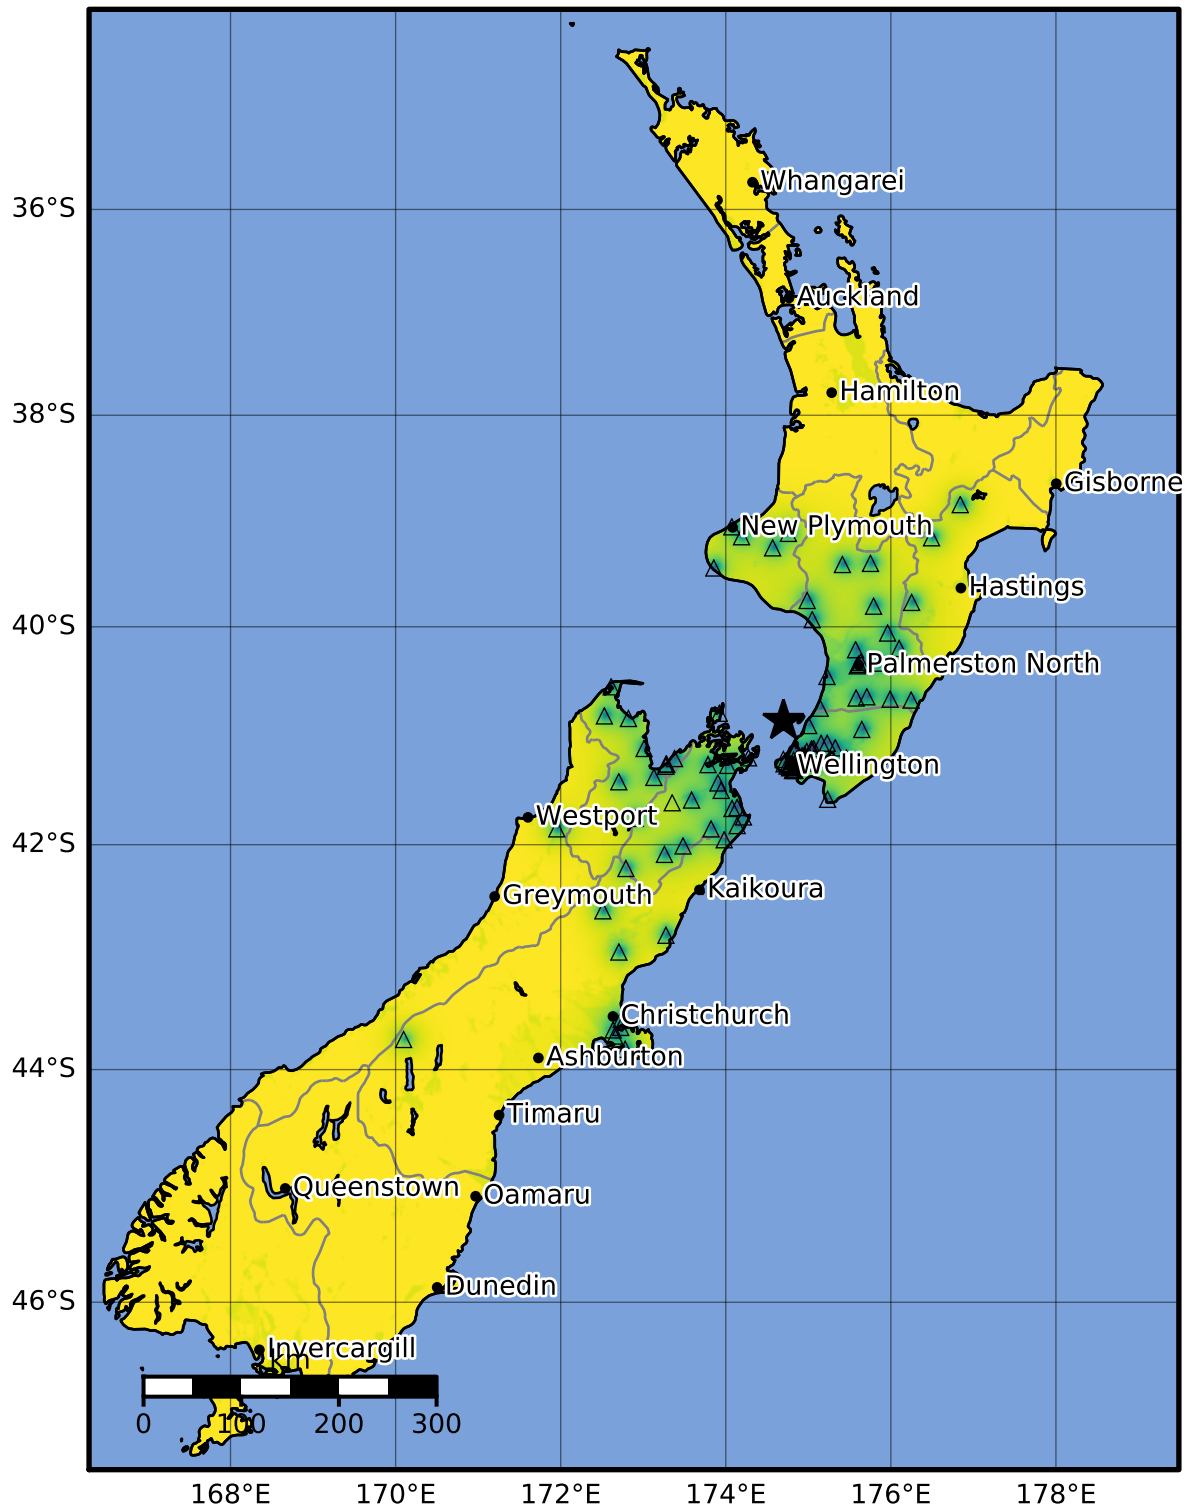 Whangarei
36°S
Auckland
Hamilton
38°S
Gisborne
New Plymouth
Hastings
40°S
Palmerston North
Wellington
Westport
42°S
Kaikoura
Greymouth
Christchurch
Ashburton
44°S
Timaru
Queenstown
Oamaru
Dunedin
46°S
Invercargill
km
0 100 200 300
168°E 170°E 172°E 174°E 176°E 178°E